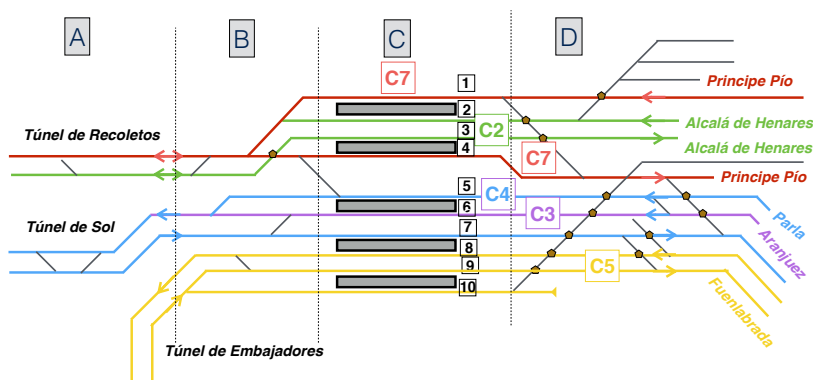 A
B
C
D
C7
1
Principe Pío
2
3
C2
Alcalá de Henares
Túnel de Recoletos
4
Alcalá de Henares
C7
Principe Pío
5
C4
6
C3
Túnel de Sol
7
Parla
Aranjuez
8
9
C5
10
Fuenlabrada
Túnel de Embajadores